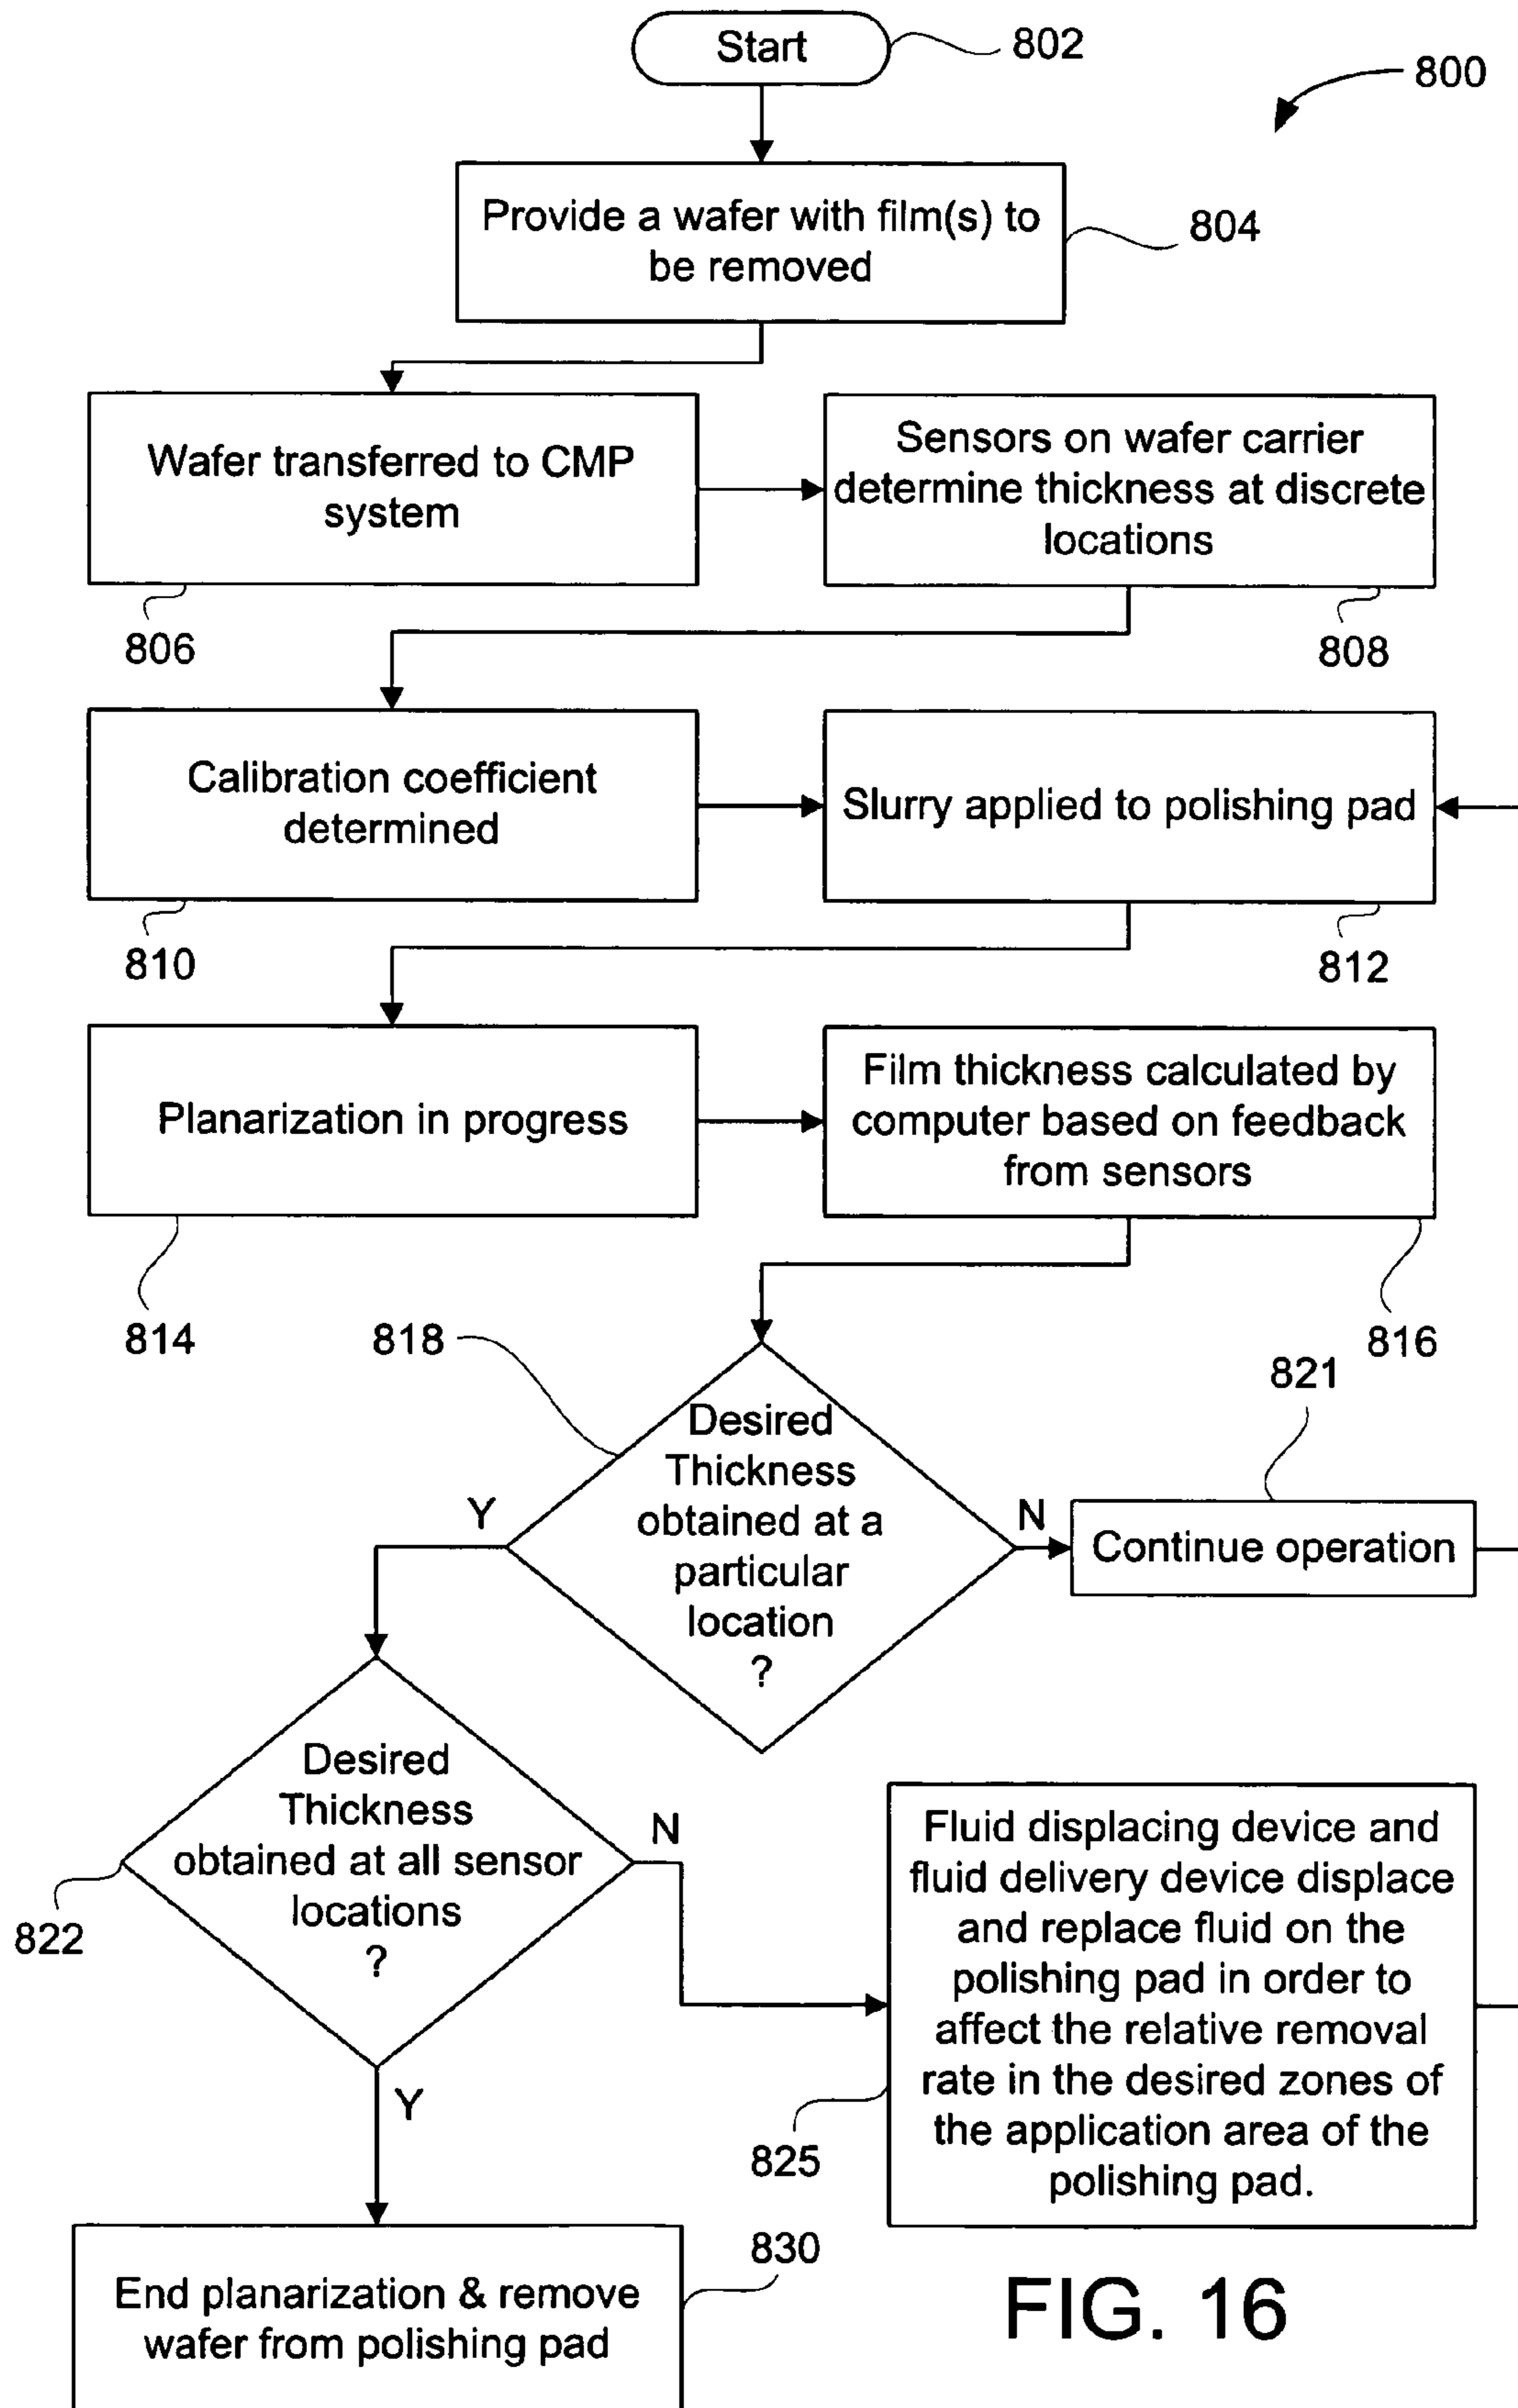 Start
802
800
Provide a wafer with film(s) to
be removed
804
Wafer transferred to CMP
system
806
Sensors on wafer carrier
determine thickness at discrete
locations
808
Calibration coefficient
determined
810
Slurry applied to polishing pad
812
Planarization in progress
814
Film thickness calculated by
computer based on feedback
from sensors
816
818
Desired
Thickness
obtained at a
particular
location
?
Y
N
821
Continue operation
Desired
Thickness
obtained at all sensor
locations
?
822
N
Y
Fluid displacing device and
fluid delivery device displace
and replace fluid on the
polishing pad in order to
affect the relative removal
rate in the desired zones of
the application area of the
polishing pad.
825
End planarization & remove
wafer from polishing pad
830
FIG. 16